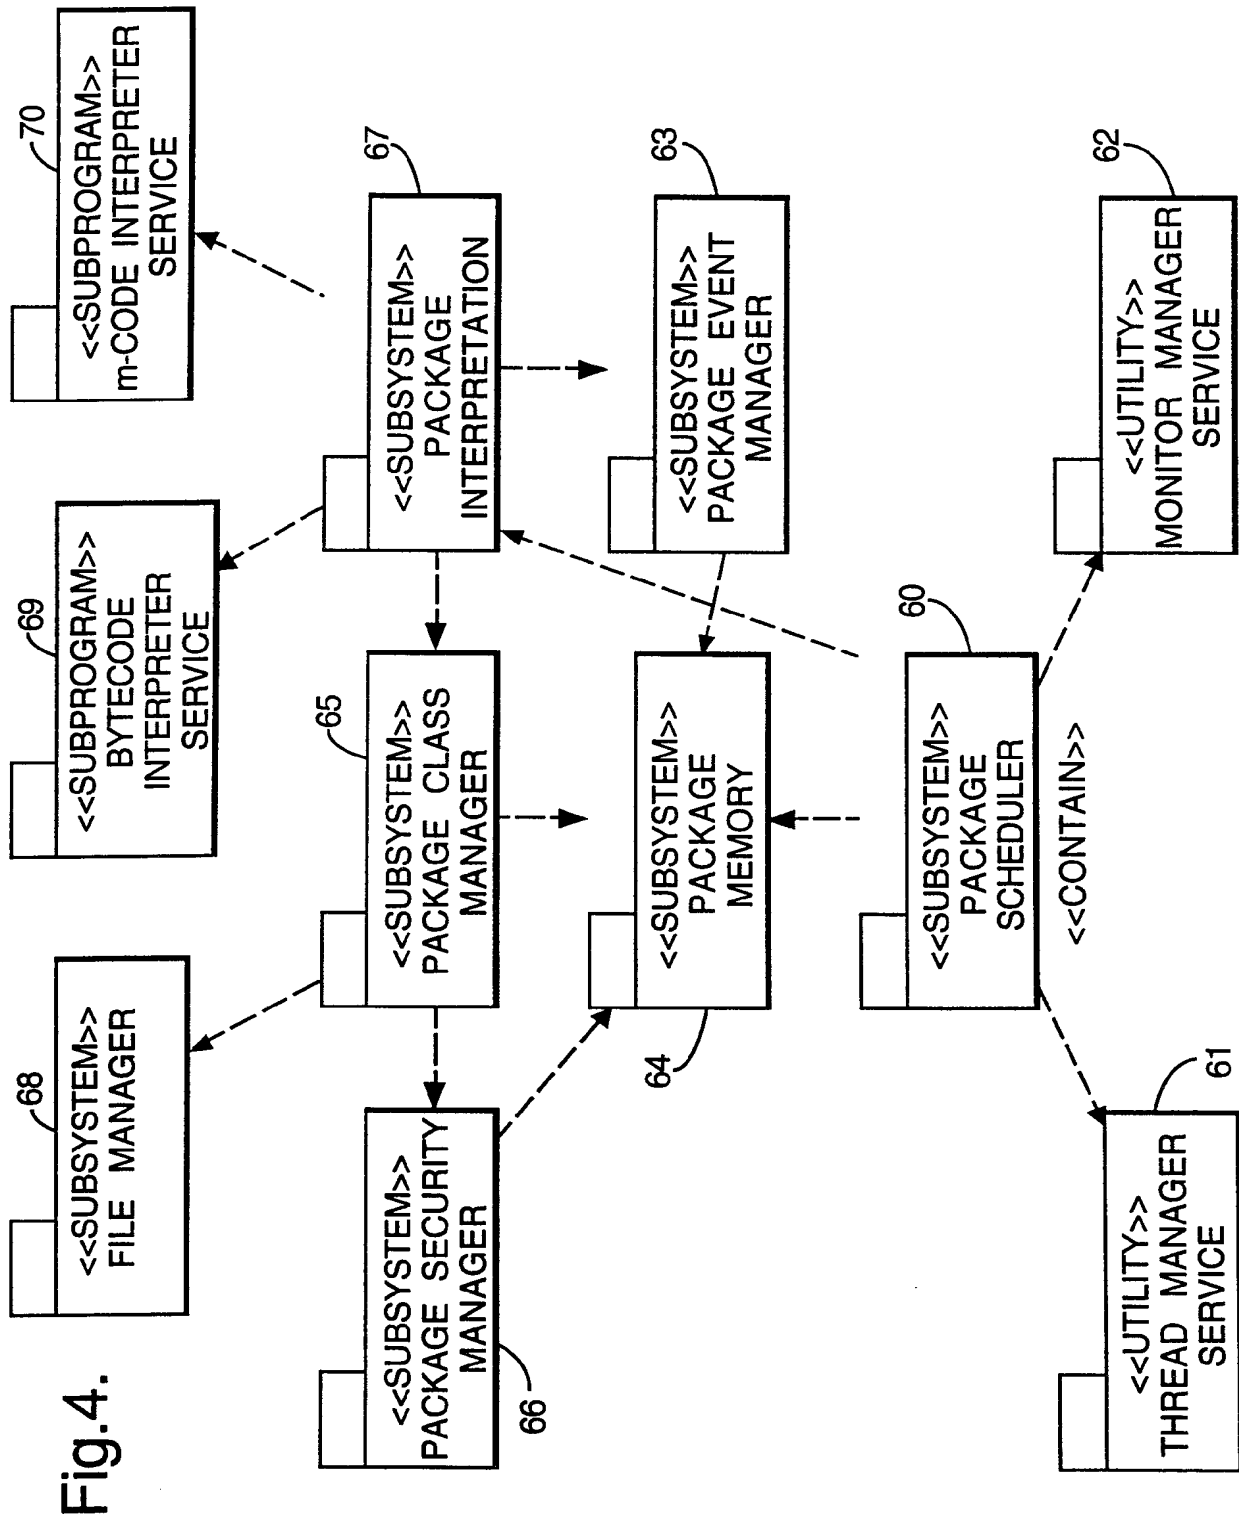 Fig.4.
68
<<SUBSYSTEM>>
FILE MANAGER
69
<<SUBPROGRAM>>
BYTECODE
INTERPRETER
SERVICE
70
<<SUBPROGRAM>>
m-CODE INTERPRETER
SERVICE
<<SUBSYSTEM>>
PACKAGE SECURITY
MANAGER
66
65
<<SUBSYSTEM>>
PACKAGE CLASS
MANAGER
67
<<SUBSYSTEM>>
PACKAGE
INTERPRETATION
<<SUBSYSTEM>>
PACKAGE
MEMORY
64
63
<<SUBSYSTEM>>
PACKAGE EVENT
MANAGER
60
<<SUBSYSTEM>>
PACKAGE
SCHEDULER
<<CONTAIN>>
61
<<UTILITY>>
THREAD MANAGER
SERVICE
62
<<UTILITY>>
MONITOR MANAGER
SERVICE